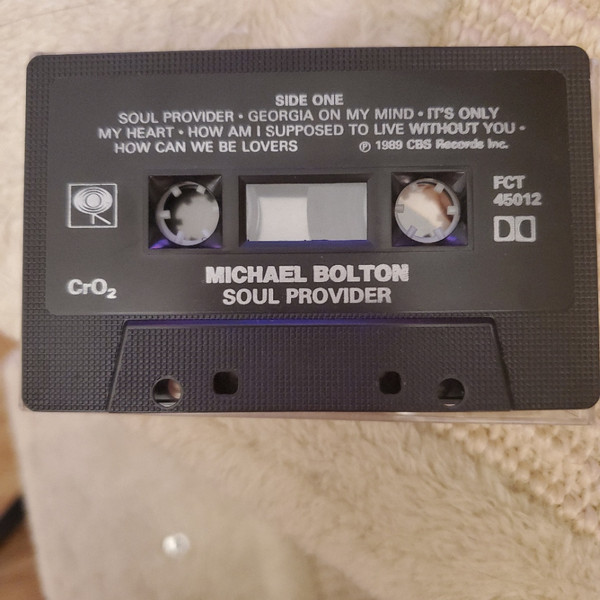 SIDE ONE
SOUL PROVIDER • GEORGIA ON MY MIND • IT'S ONLY
MY HEART • HOW AM I SUPPOSED TO LIVE WITHOUT YOU •
HOW CAN WE BE LOVERS ℗ 1989 CBS Records Inc.
FCT
45012
CrO₂
MICHAEL BOLTON
SOUL PROVIDER